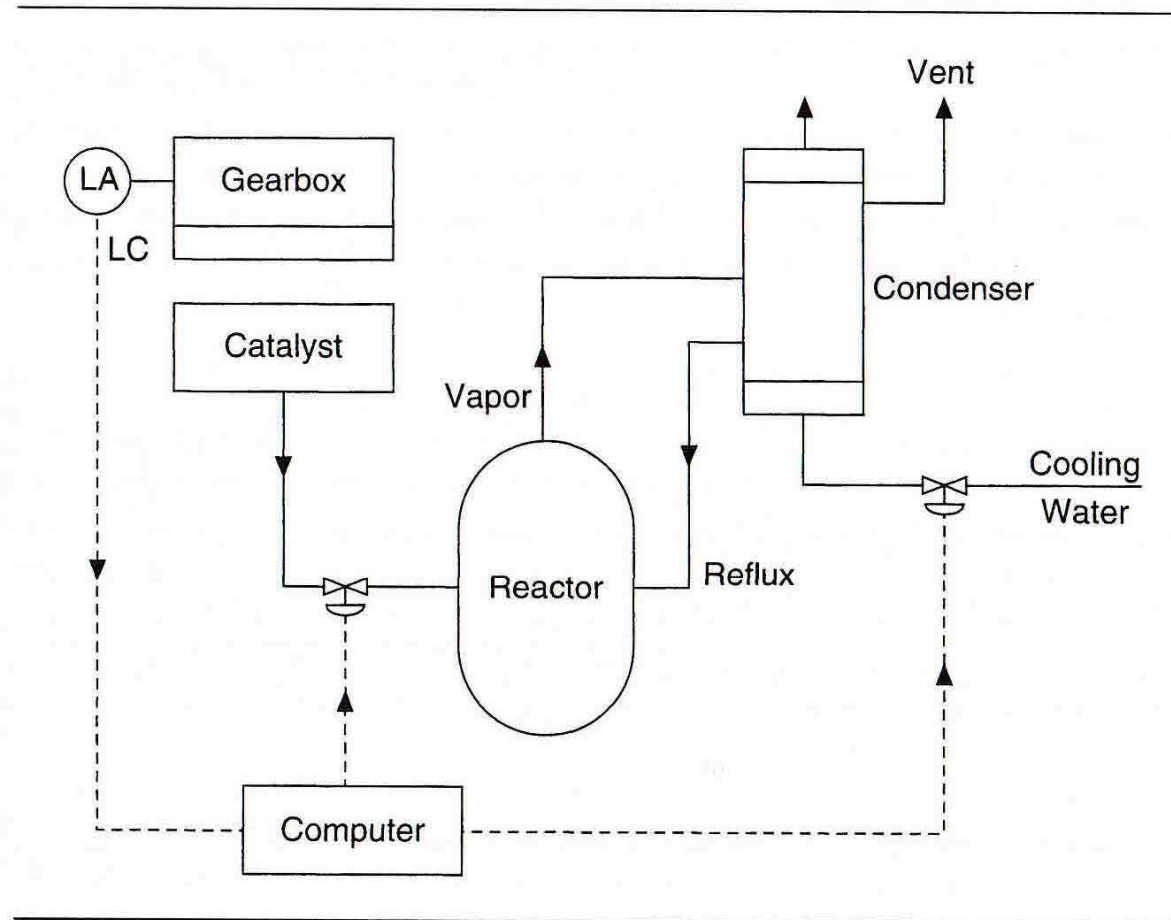 Vent
LA
Gearbox
LC
Condenser
Catalyst
Vapor
Cooling
Water
Reactor
Reflux
Computer